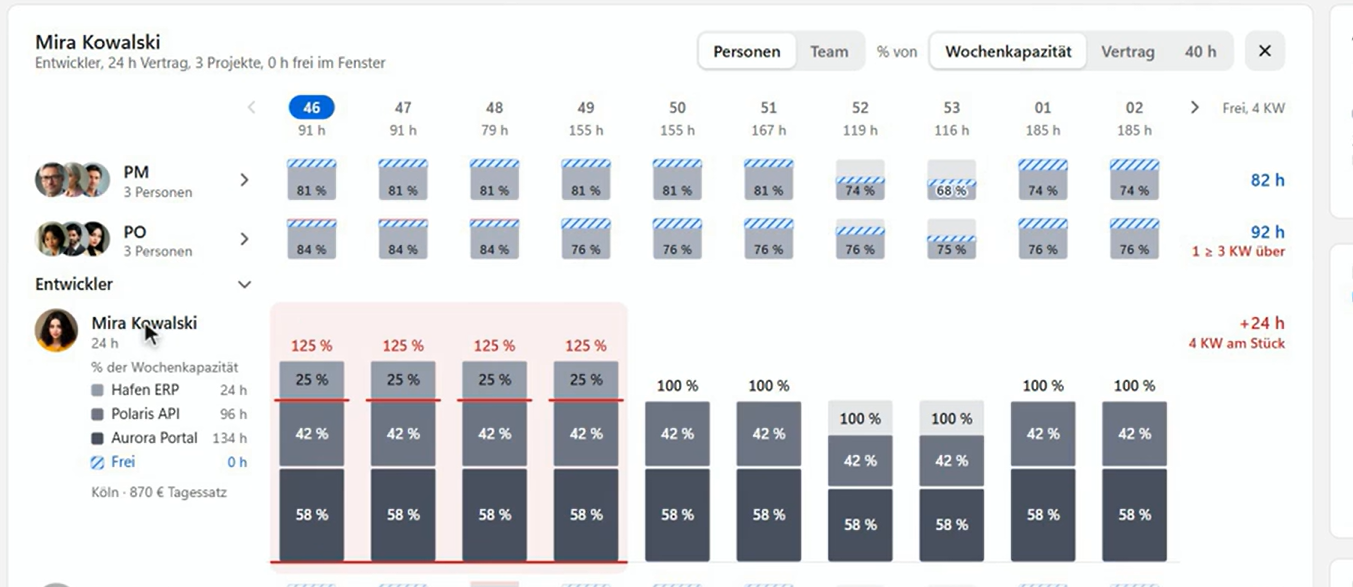 Mira Kowalski
Entwickler, 24 h Vertrag, 3 Projekte, 0 h frei im Fenster
Personen Team % von Wochenkapazität Vertrag 40 h
46 47 48 49 50 51 52 53 01 02 Frei, 4 KW
91 h 91 h 79 h 155 h 155 h 167 h 119 h 116 h 185 h 185 h
PM
3 Personen
81 % 81 % 81 % 81 % 81 % 81 % 74 % 68 % 74 % 74 %
82 h
PO
3 Personen
84 % 84 % 84 % 76 % 76 % 76 % 76 % 75 % 76 % 76 %
92 h
1 ≥ 3 KW über
Entwickler
Mira Kowalski
24 h
+24 h
4 KW am Stück
% der Wochenkapazität
Hafen ERP 24 h
Polaris API 96 h
Aurora Portal 134 h
Frei 0 h
Köln · 870 € Tagessatz
125 % 125 % 125 % 125 %
100 % 100 % 100 % 100 % 100 % 100 %
25 % 25 % 25 % 25 %
42 % 42 % 42 % 42 % 42 % 42 % 42 % 42 % 42 % 42 %
58 % 58 % 58 % 58 % 58 % 58 % 58 % 58 % 58 % 58 %